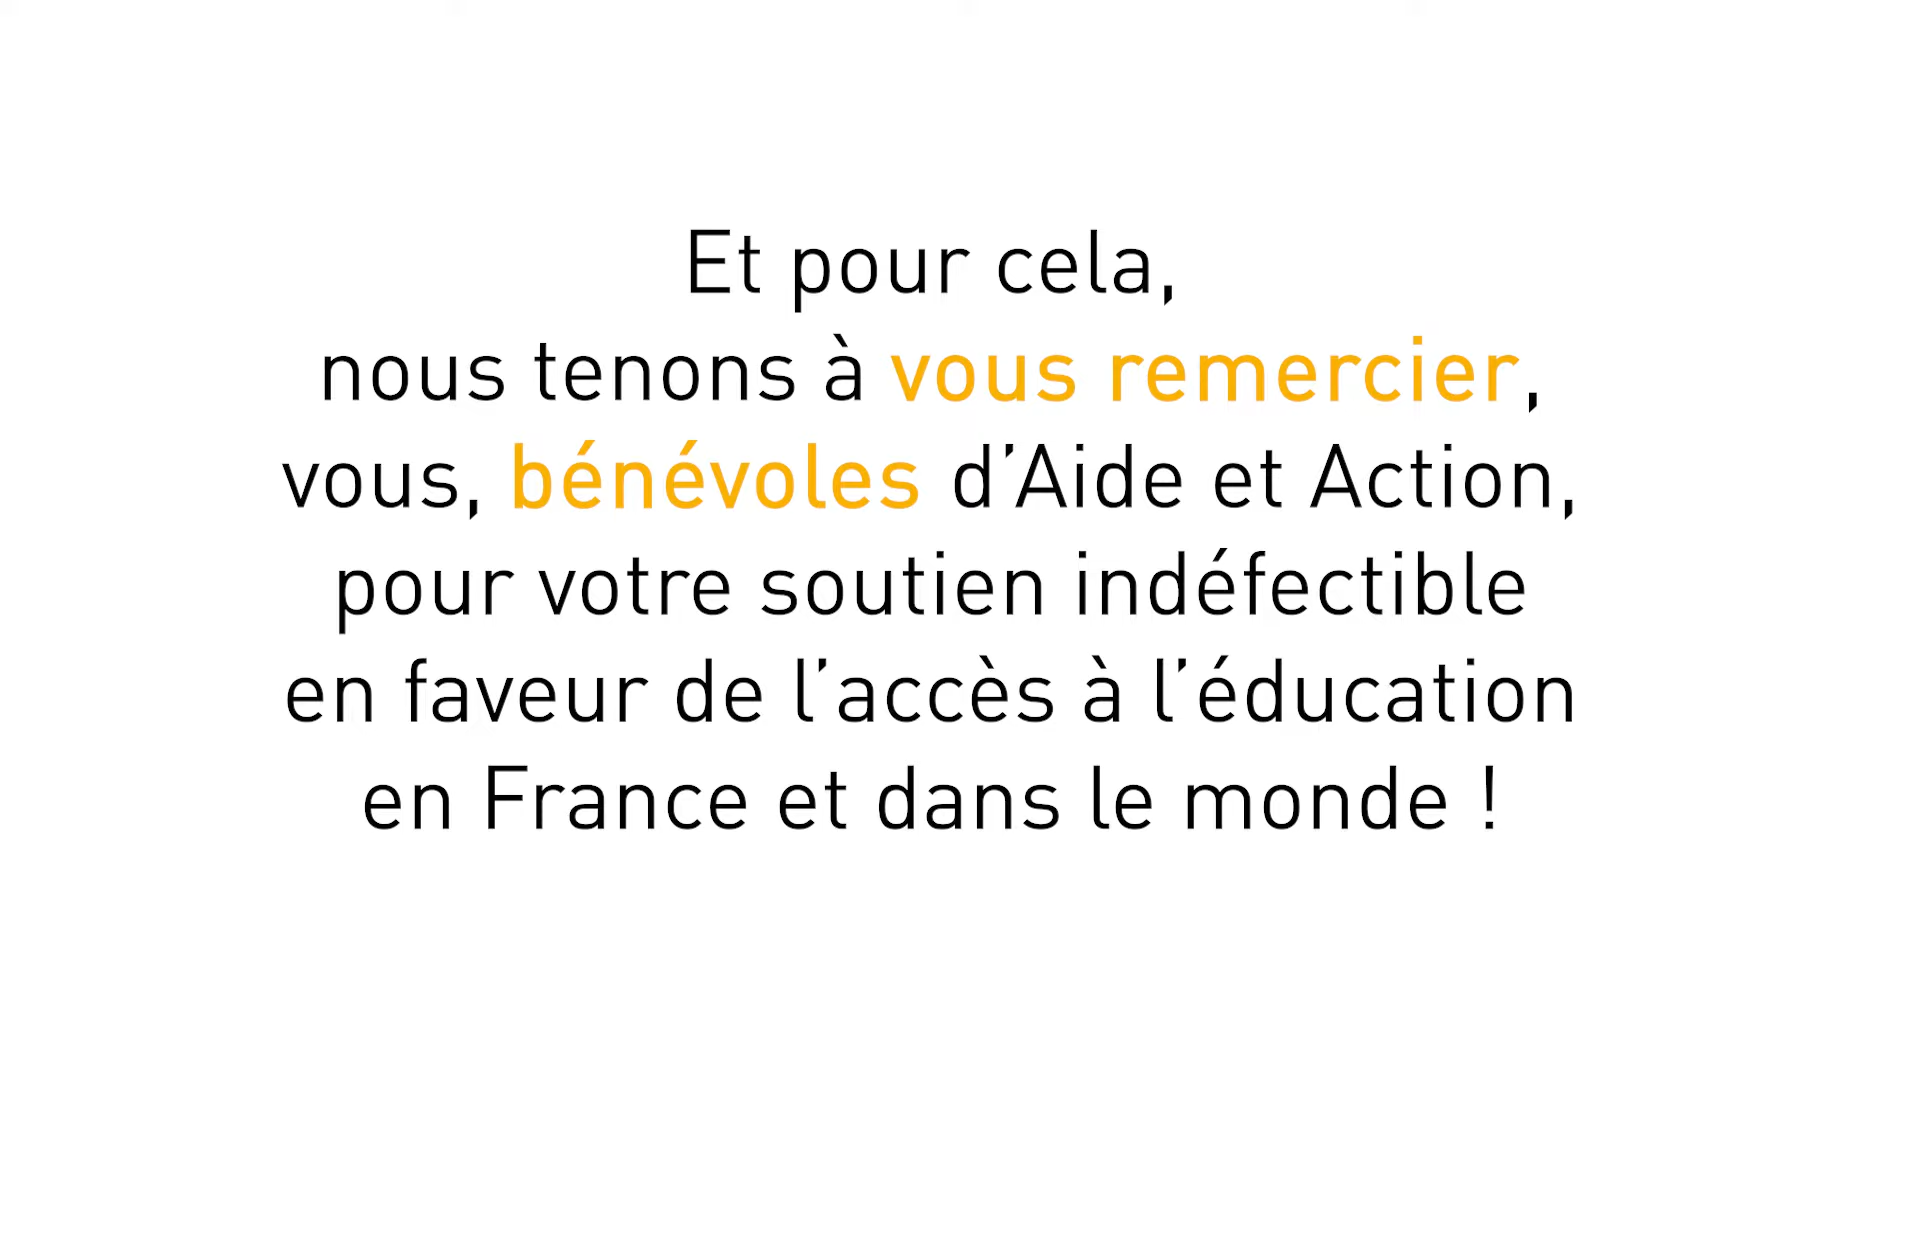 Et pour cela,
nous tenons à vous remercier,
vous, bénévoles d’Aide et Action,
pour votre soutien indéfectible
en faveur de l’accès à l’éducation
en France et dans le monde !